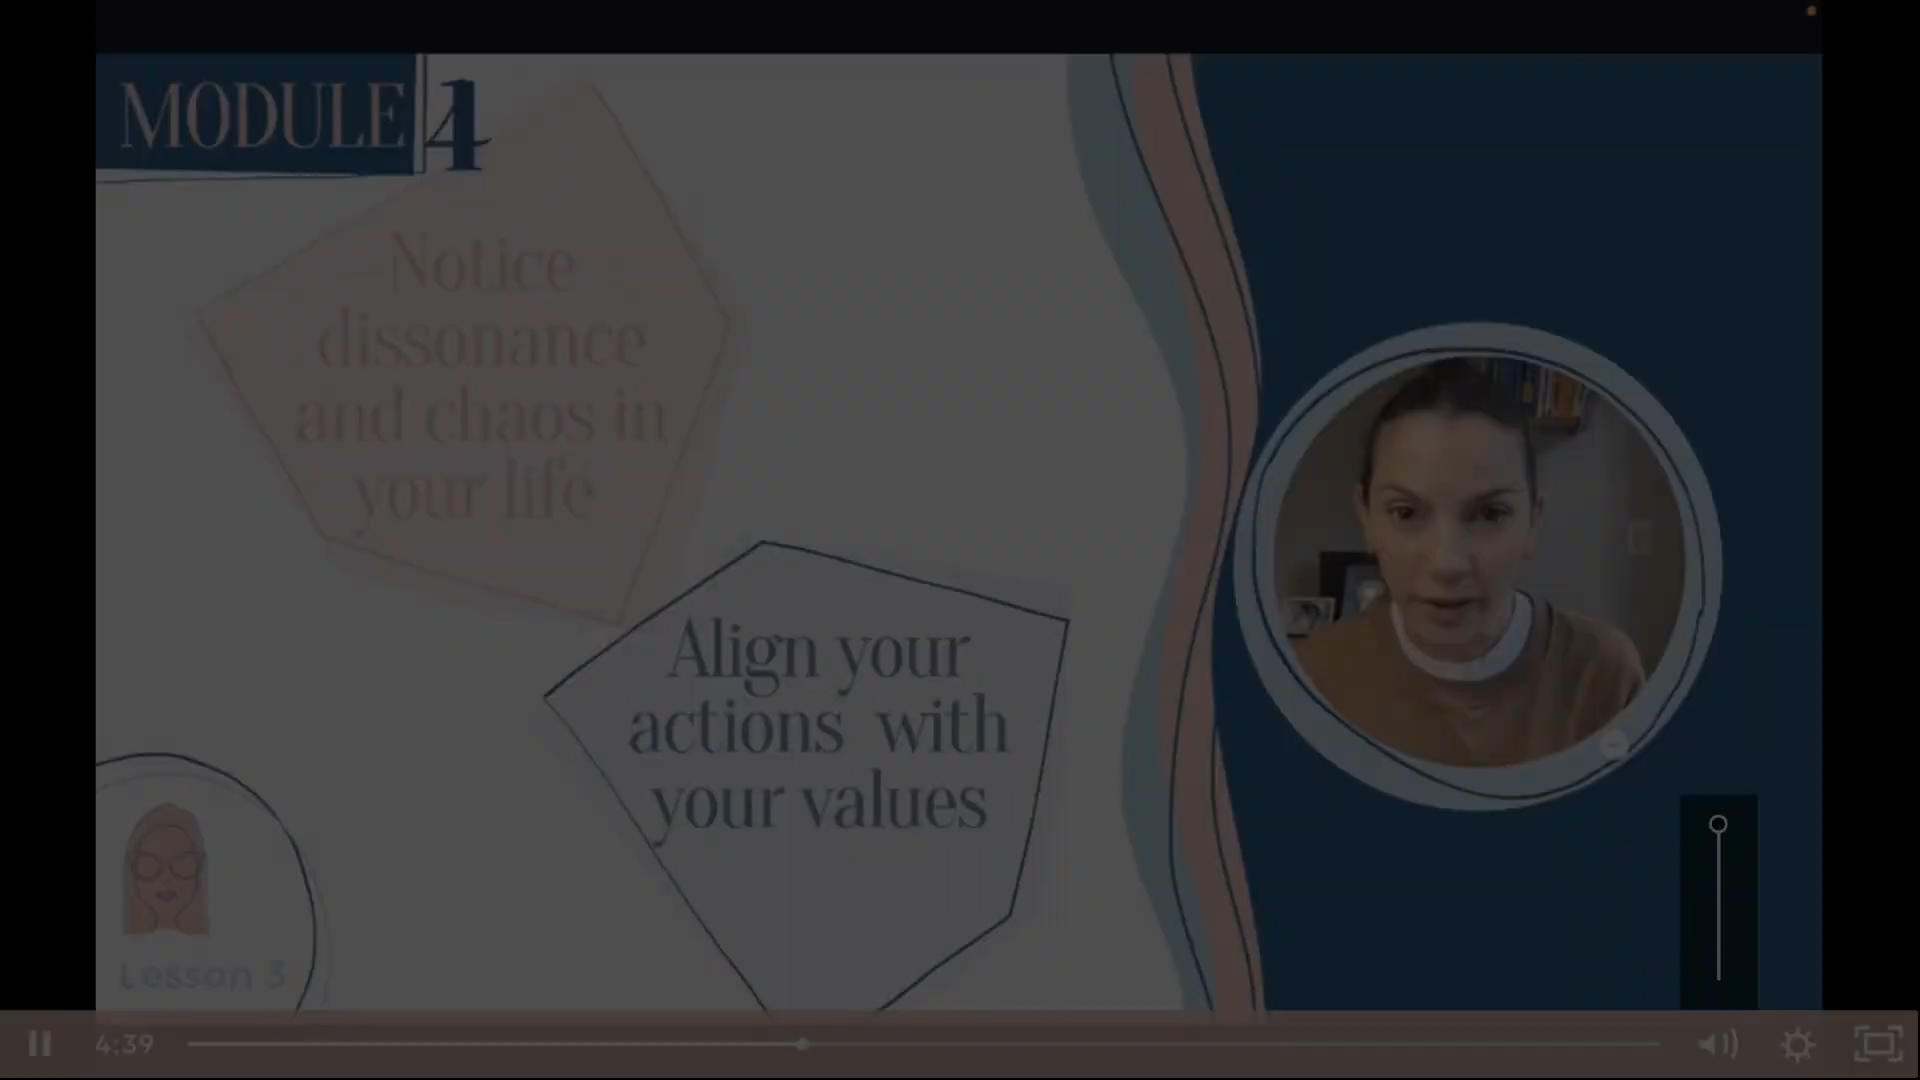 MODULE 4
Notice
dissonance
and chaos in
your life
Align your
actions with
your values
Lesson 3
4:39